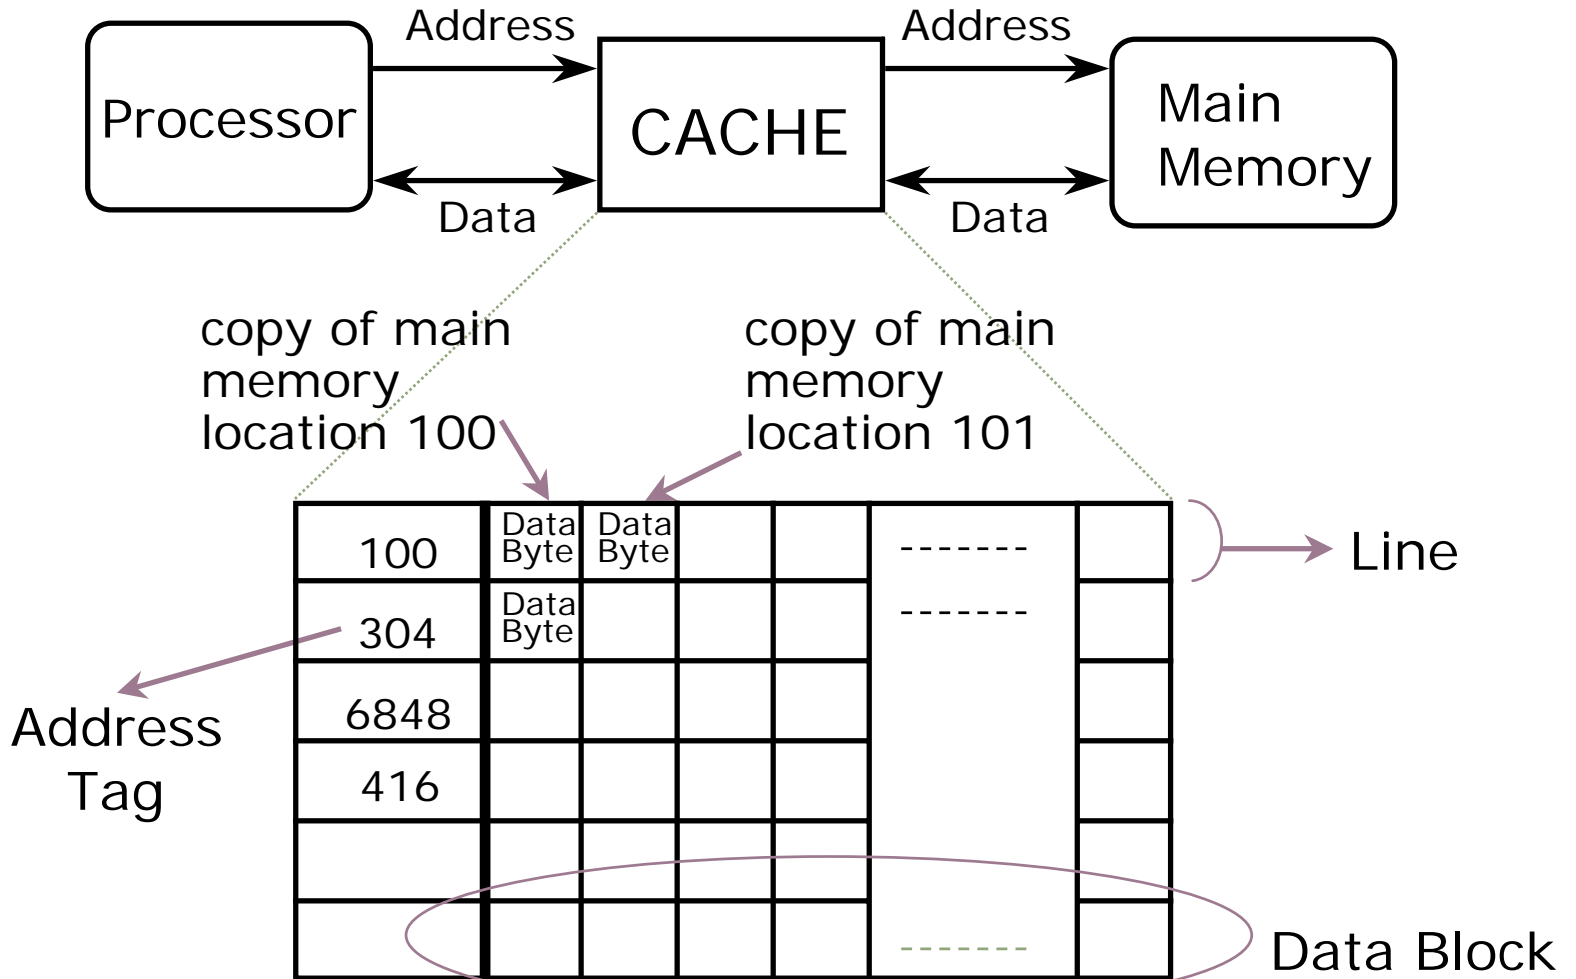 Address
Address
Processor
CACHE
Main
Memory
Data
Data
copy of main
memory
location 100
copy of main
memory
location 101
100
Data
Byte
Data
Byte
-------
Line
304
Data
Byte
-------
Address
Tag
6848
416
-------
Data Block